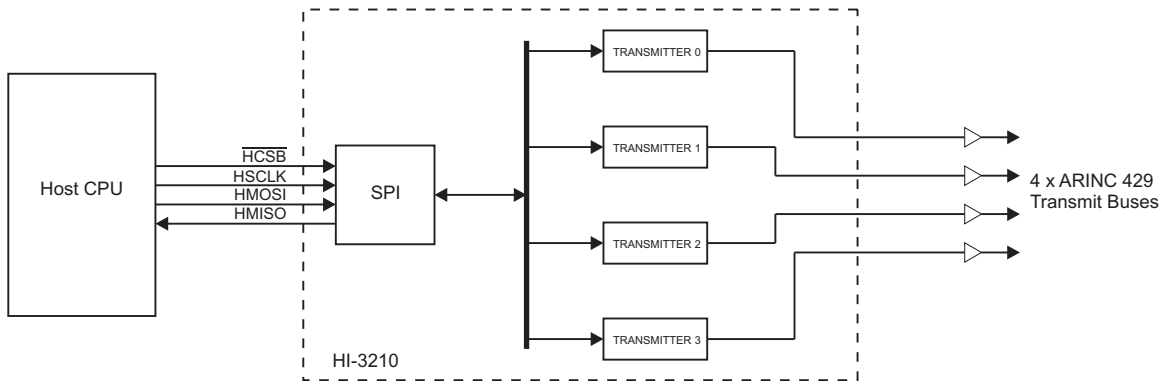 TRANSMITTER 0
HCSB
HSCLK
HMOSI
HMISO
Host CPU
SPI
TRANSMITTER 1
TRANSMITTER 2
TRANSMITTER 3
4 x ARINC 429
Transmit Buses
HI-3210